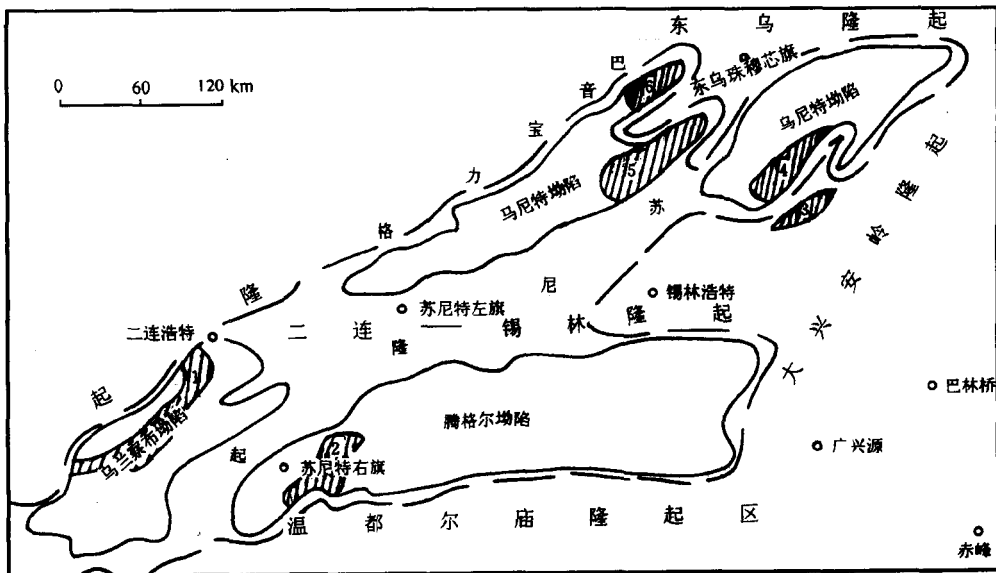 东乌隆起
0 60 120 km
巴音宝力格隆起
东乌珠穆芯旗
6
乌尼特坳陷
5
4
3
马尼特坳陷
苏尼隆起
大兴安岭隆起
锡林浩特
苏尼特左旗
二连浩特
二连—锡林隆起
1
乌兰察布坳陷
腾格尔坳陷
巴林桥
广兴源
2
苏尼特右旗
温都尔庙隆起区
赤峰